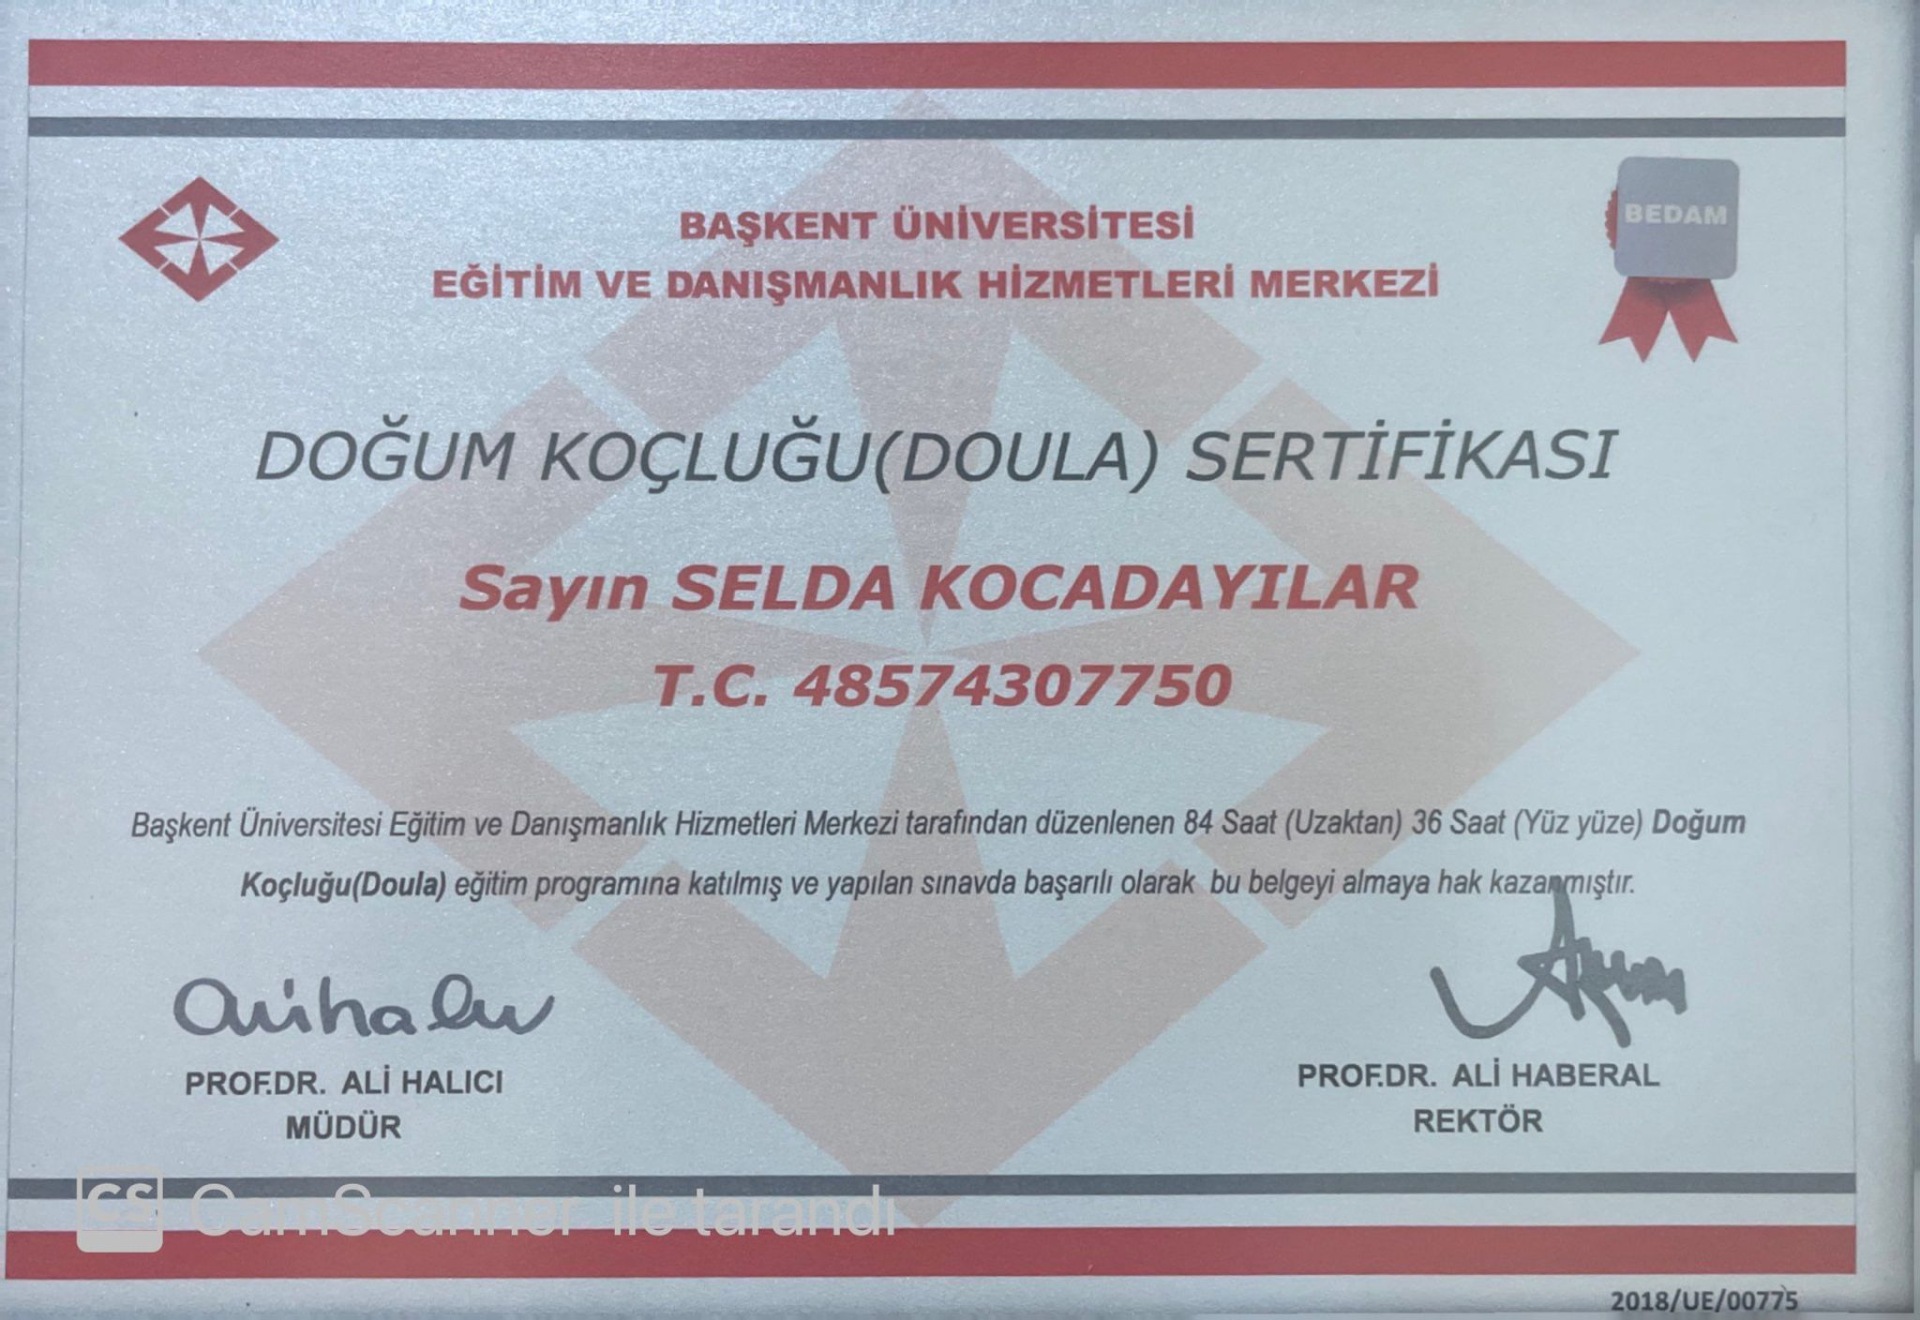 BAŞKENT ÜNİVERSİTESİ
EĞİTİM VE DANIŞMANLIK HİZMETLERİ MERKEZİ
BEDAM
DOĞUM KOÇLUĞU(DOULA) SERTİFİKASI
Sayın SELDA KOCADAYILAR
T.C. 48574307750
Başkent Üniversitesi Eğitim ve Danışmanlık Hizmetleri Merkezi tarafından düzenlenen 84 Saat (Uzaktan) 36 Saat (Yüz yüze) Doğum
Koçluğu(Doula) eğitim programına katılmış ve yapılan sınavda başarılı olarak bu belgeyi almaya hak kazanmıştır.
PROF.DR. ALİ HALICI
MÜDÜR
PROF.DR. ALİ HABERAL
REKTÖR
CS CamScanner ile tarandı
2018/UE/00775